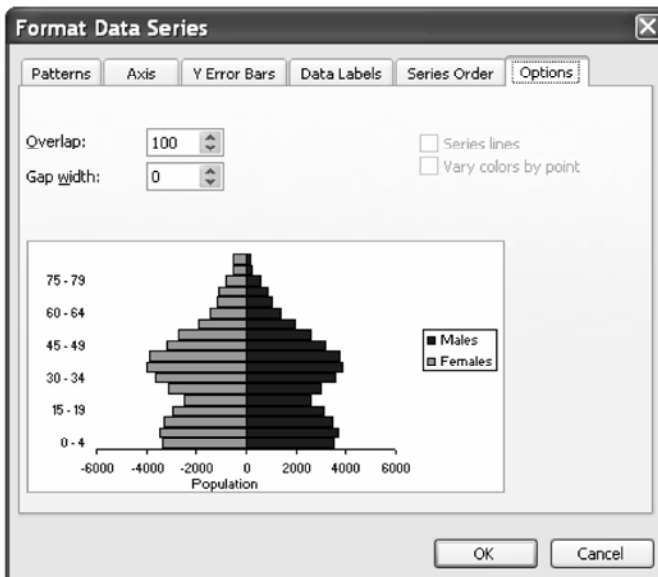 Format Data Series
Patterns Axis Y Error Bars Data Labels Series Order Options
Overlap: 100 Series lines
Gap width: 0 Vary colors by point
75 - 79
60 - 64
45 - 49
30 - 34
15 - 19
0 - 4
Males
Females
-6000 -4000 -2000 0 2000 4000 6000
Population
OK Cancel